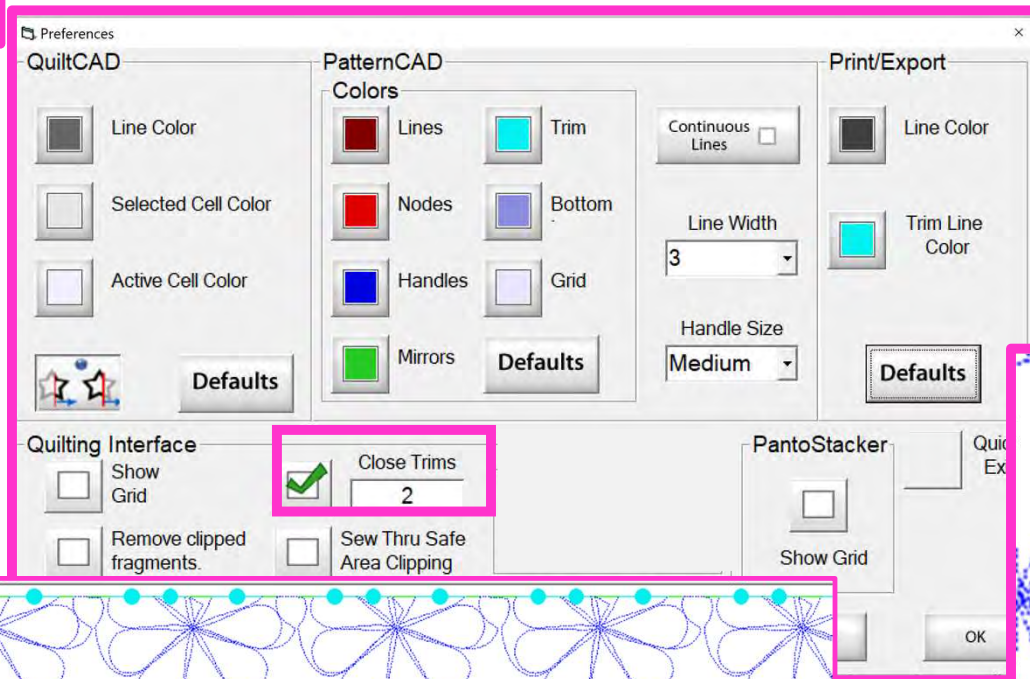 Preferences
QuiltCAD
Line Color
Selected Cell Color
Active Cell Color
Defaults
PatternCAD
Colors
Lines
Trim
Nodes
Bottom
Handles
Grid
Mirrors
Defaults
Continuous
Lines
Line Width
3
Handle Size
Medium
Print/Export
Line Color
Trim Line
Color
Defaults
Quilting Interface
Show
Grid
Close Trims
2
Remove clipped
fragments.
Sew Thru Safe
Area Clipping
PantoStacker
Show Grid
Quic
Ex
OK